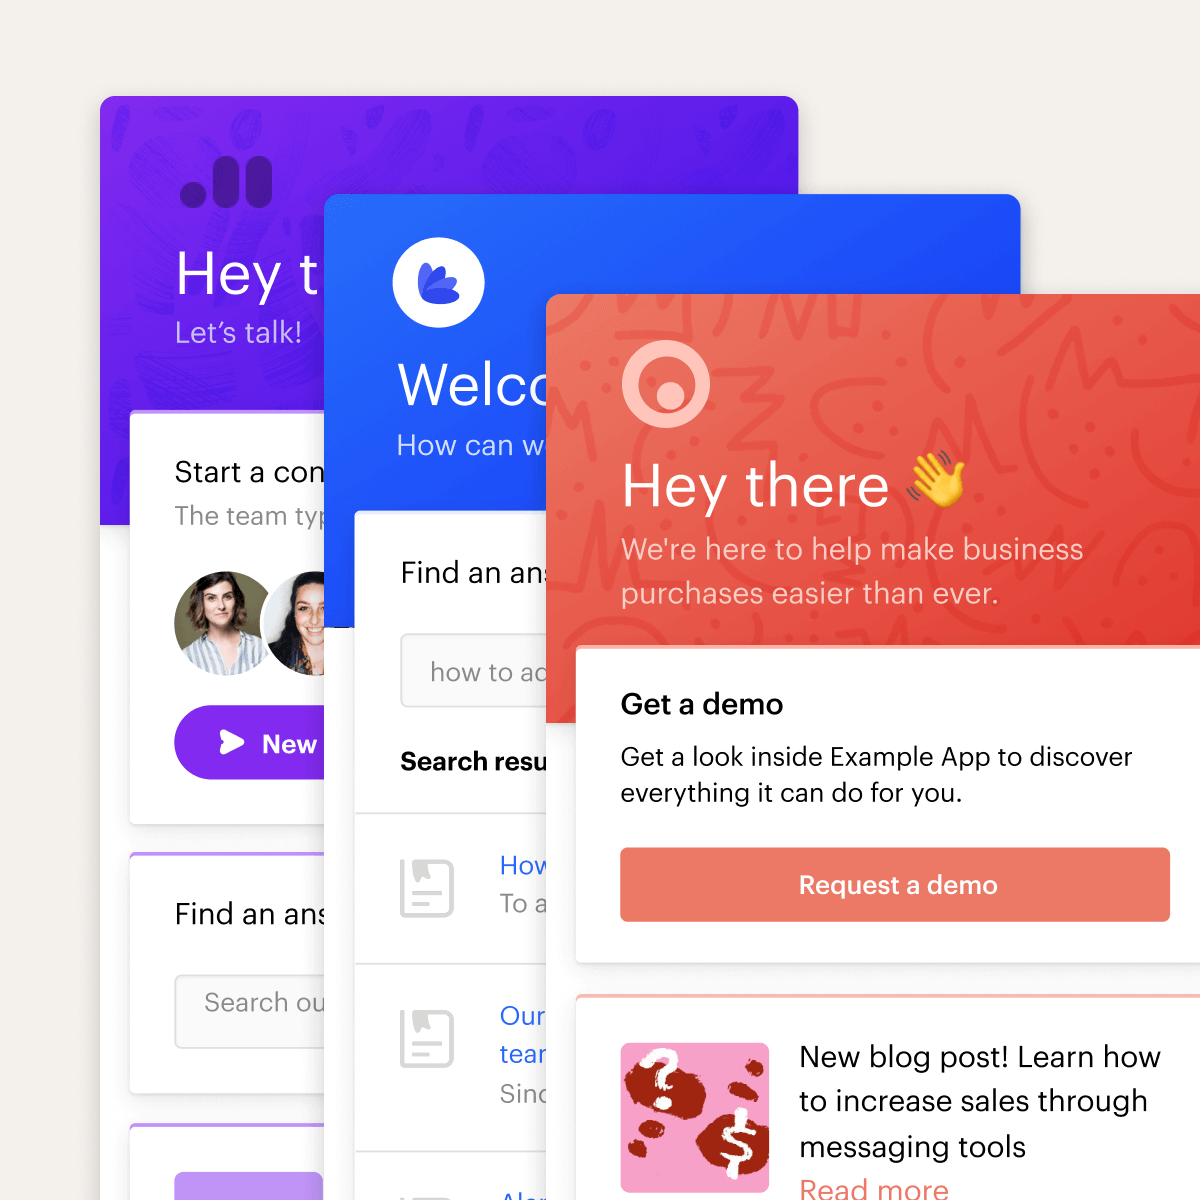 Hey t
Let’s talk!
Start a con
The team typ
New
Find an ans
Search ou
Welco
How can w
Find an ans
how to ad
Search resu
How
To a
Our
tear
Sinc
Hey there 👋
We're here to help make business
purchases easier than ever.
Get a demo
Get a look inside Example App to discover
everything it can do for you.
Request a demo
New blog post! Learn how
to increase sales through
messaging tools
Read more